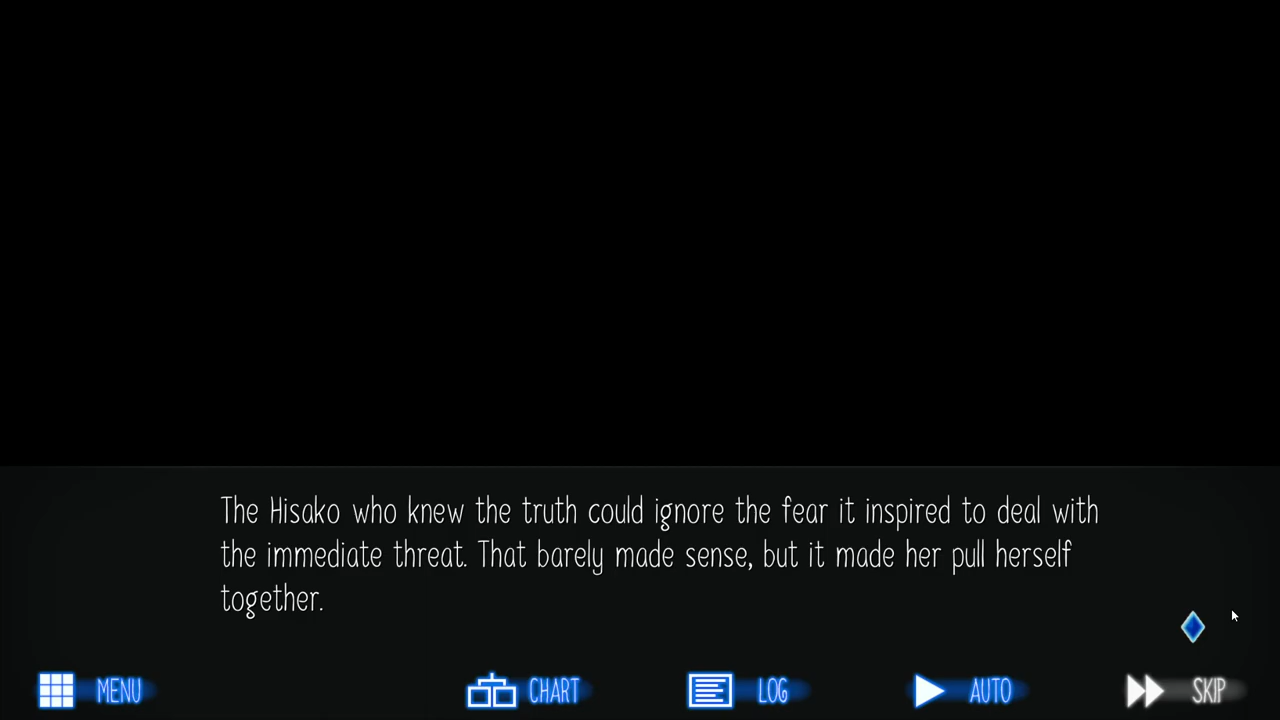 The Hisako who knew the truth could ignore the fear it inspired to deal with
the immediate threat. That barely made sense, but it made her pull herself
together.
MENU
CHART
LOG
AUTO
SKIP